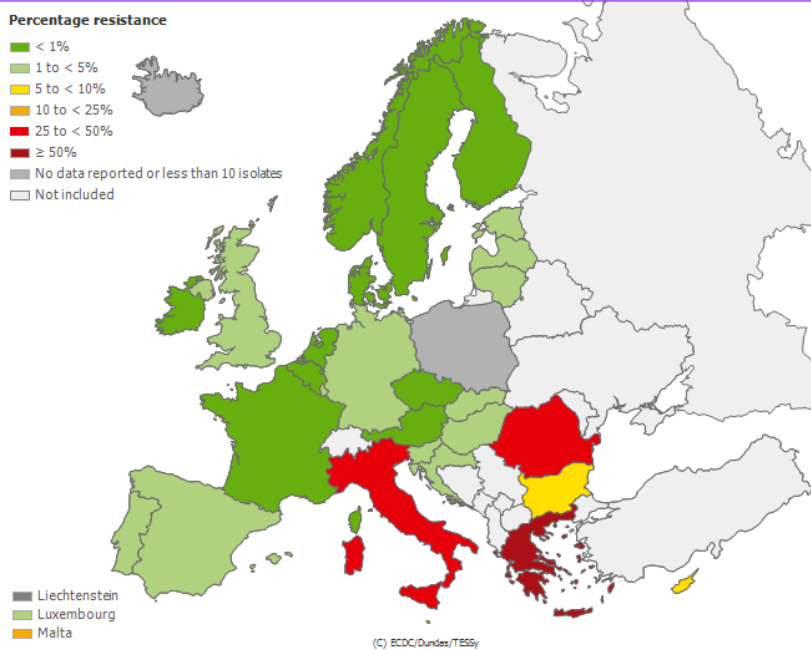 Percentage resistance
< 1%
1 to < 5%
5 to < 10%
10 to < 25%
25 to < 50%
≥ 50%
No data reported or less than 10 isolates
Not included
Liechtenstein
Luxembourg
Malta
(C) ECDC/Dundas/TESSy